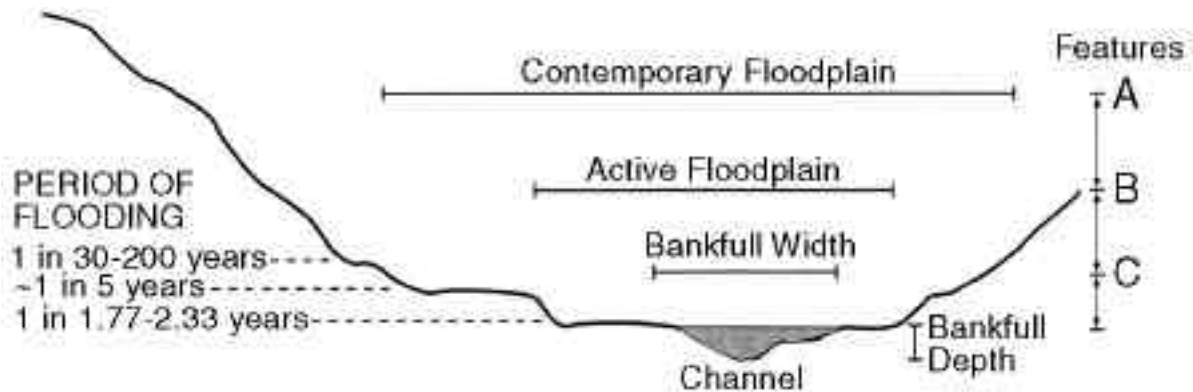 Features
Contemporary Floodplain
A
Active Floodplain
B
PERIOD OF
FLOODING
Bankfull Width
1 in 30-200 years
C
~1 in 5 years
1 in 1.77-2.33 years
Bankfull
Depth
Channel